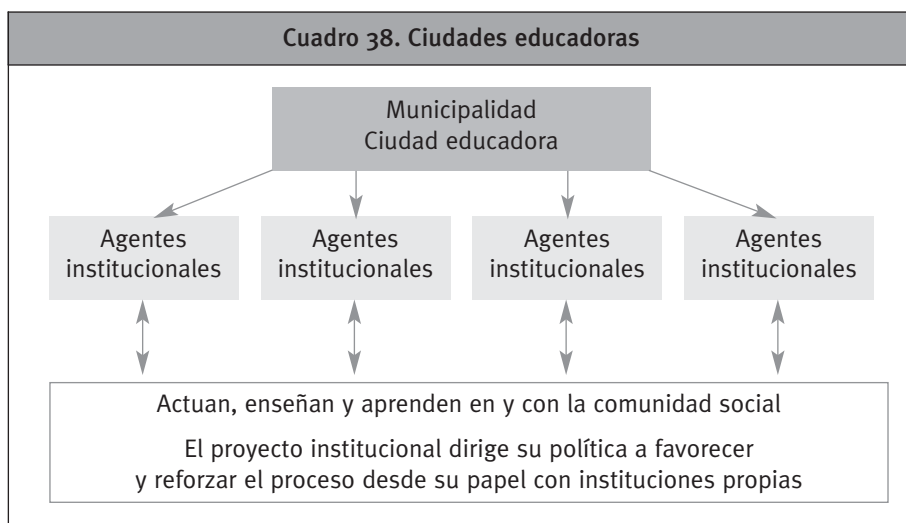 Cuadro 38. Ciudades educadoras
Municipalidad
Ciudad educadora
Agentes
institucionales
Agentes
institucionales
Agentes
institucionales
Agentes
institucionales
Actuan, enseñan y aprenden en y con la comunidad social
El proyecto institucional dirige su política a favorecer
y reforzar el proceso desde su papel con instituciones propias